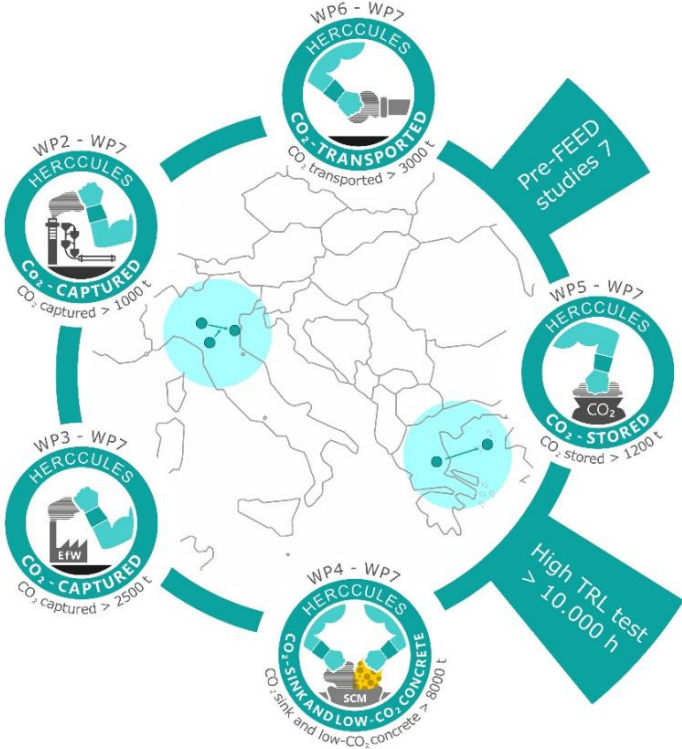 WP6 - WP7
HERCCULES
CO₂-TRANSPORTED
CO₂ transported > 3000 t
Pre-FEED
studies 7
WP2 - WP7
HERCCULES
CO₂-CAPTURED
CO₂ captured > 1000 t
WP5 - WP7
HERCCULES
CO₂
CO₂-STORED
CO₂ stored > 1200 t
WP3 - WP7
HERCCULES
EfW
CO₂-CAPTURED
CO₂ captured > 2500 t
High TRL test
> 10.000 h
WP4 - WP7
HERCCULES
SCM
CO₂-SINK AND LOW-CO₂ CONCRETE
CO₂ sink and low-CO₂ concrete > 8000 t